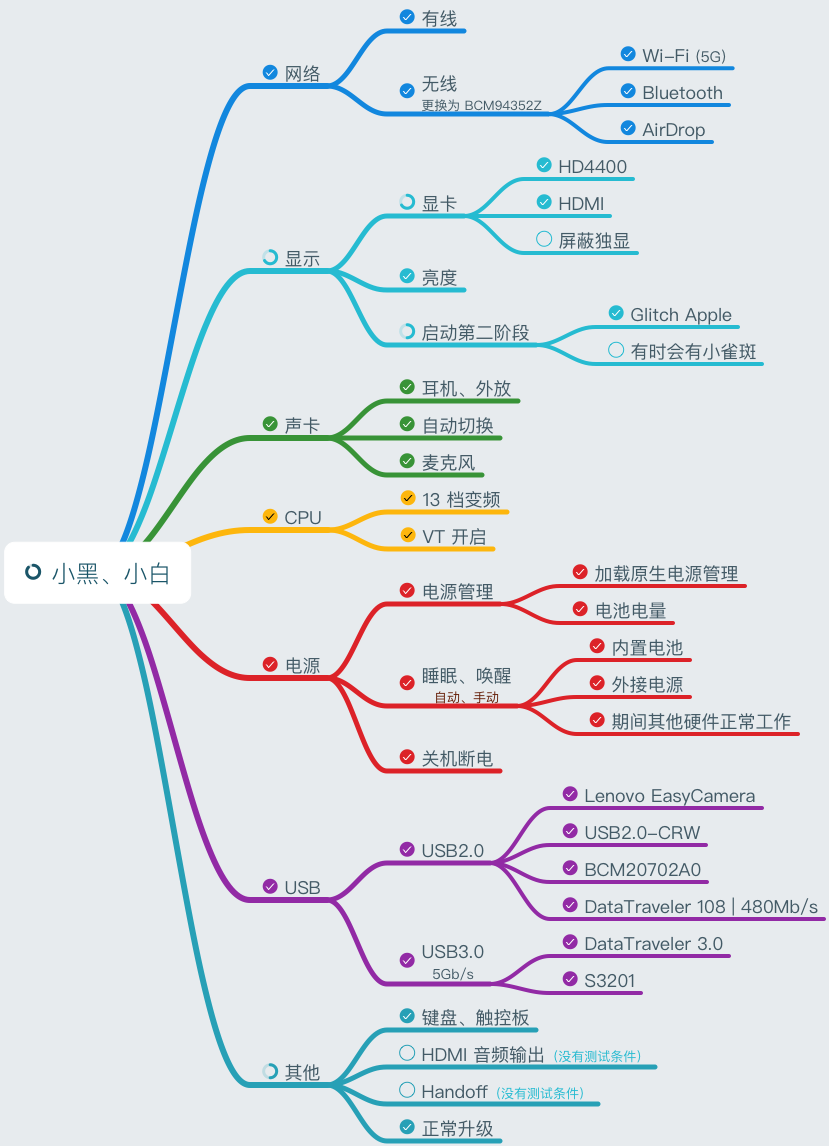 小黑、小白
网络
有线
无线
更换为 BCM94352Z
Wi-Fi (5G)
Bluetooth
AirDrop
显示
显卡
HD4400
HDMI
屏蔽独显
亮度
启动第二阶段
Glitch Apple
有时会有小雀斑
声卡
耳机、外放
自动切换
麦克风
CPU
13 档变频
VT 开启
电源
电源管理
加载原生电源管理
电池电量
睡眠、唤醒
自动、手动
内置电池
外接电源
期间其他硬件正常工作
关机断电
USB
USB2.0
Lenovo EasyCamera
USB2.0-CRW
BCM20702A0
DataTraveler 108 | 480Mb/s
USB3.0
5Gb/s
DataTraveler 3.0
S3201
其他
键盘、触控板
HDMI 音频输出 (没有测试条件)
Handoff (没有测试条件)
正常升级